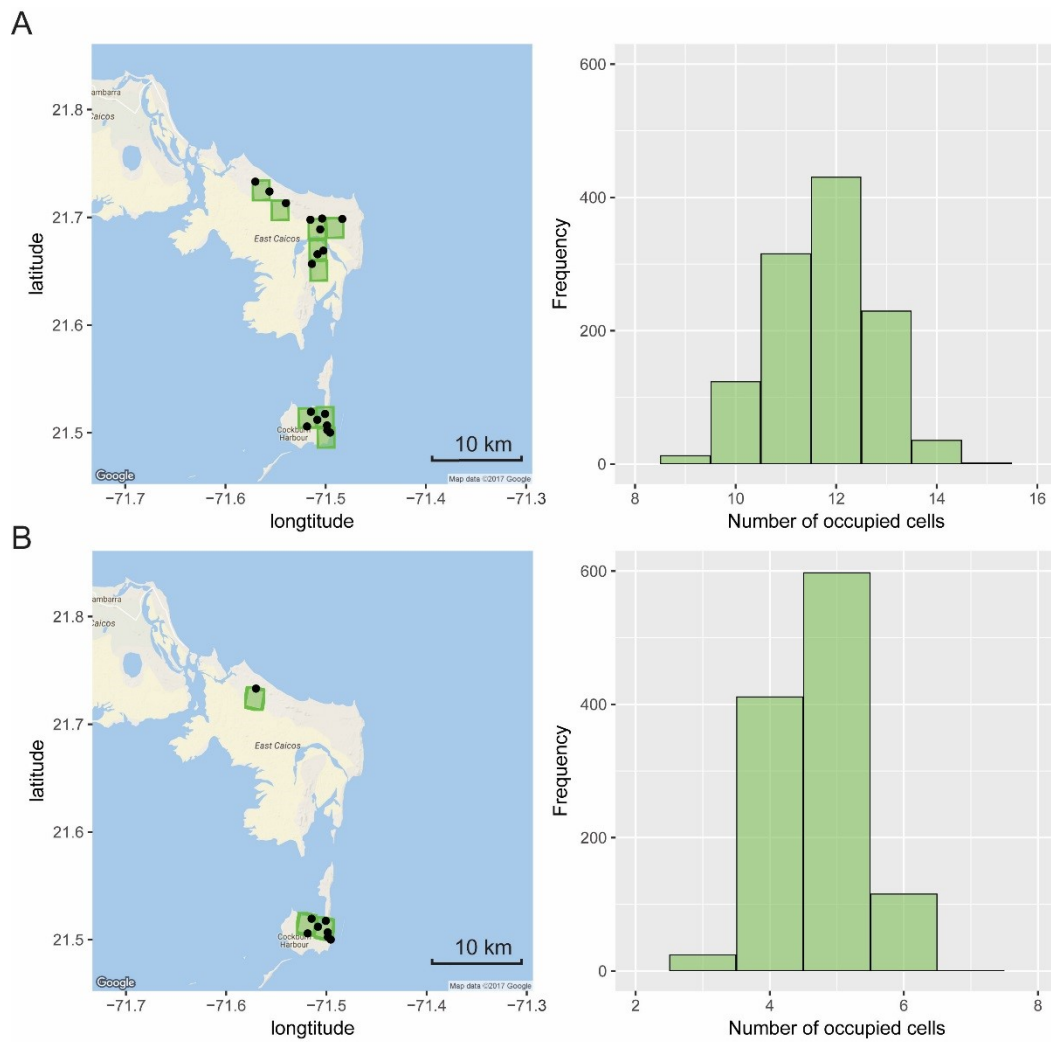 A
21.8
21.7
21.6
21.5
latitude
ambarra
Caicos
East Caicos
Cockburn
Harbour
10 km
Google
Map data ©2017 Google
−71.7
−71.6
−71.5
−71.4
−71.3
longtitude
600
400
200
0
Frequency
8
10
12
14
16
Number of occupied cells
B
21.8
21.7
21.6
21.5
latitude
ambarra
Caicos
East Caicos
Cockburn
Harbour
10 km
Google
Map data ©2017 Google
−71.7
−71.6
−71.5
−71.4
−71.3
longtitude
600
400
200
0
Frequency
2
4
6
8
Number of occupied cells